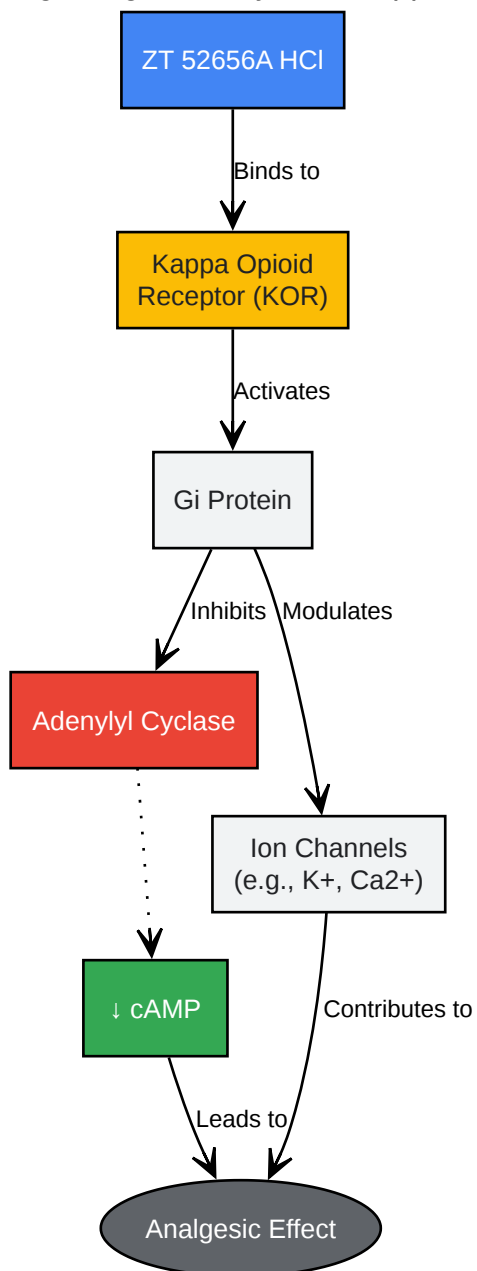 ZT 52656A HCl
Binds to
Kappa Opioid
Receptor (KOR)
Activates
Gi Protein
Inhibits
Modulates
Adenylyl Cyclase
Ion Channels
(e.g., K+, Ca2+)
↓ cAMP
Contributes to
Leads to
Analgesic Effect